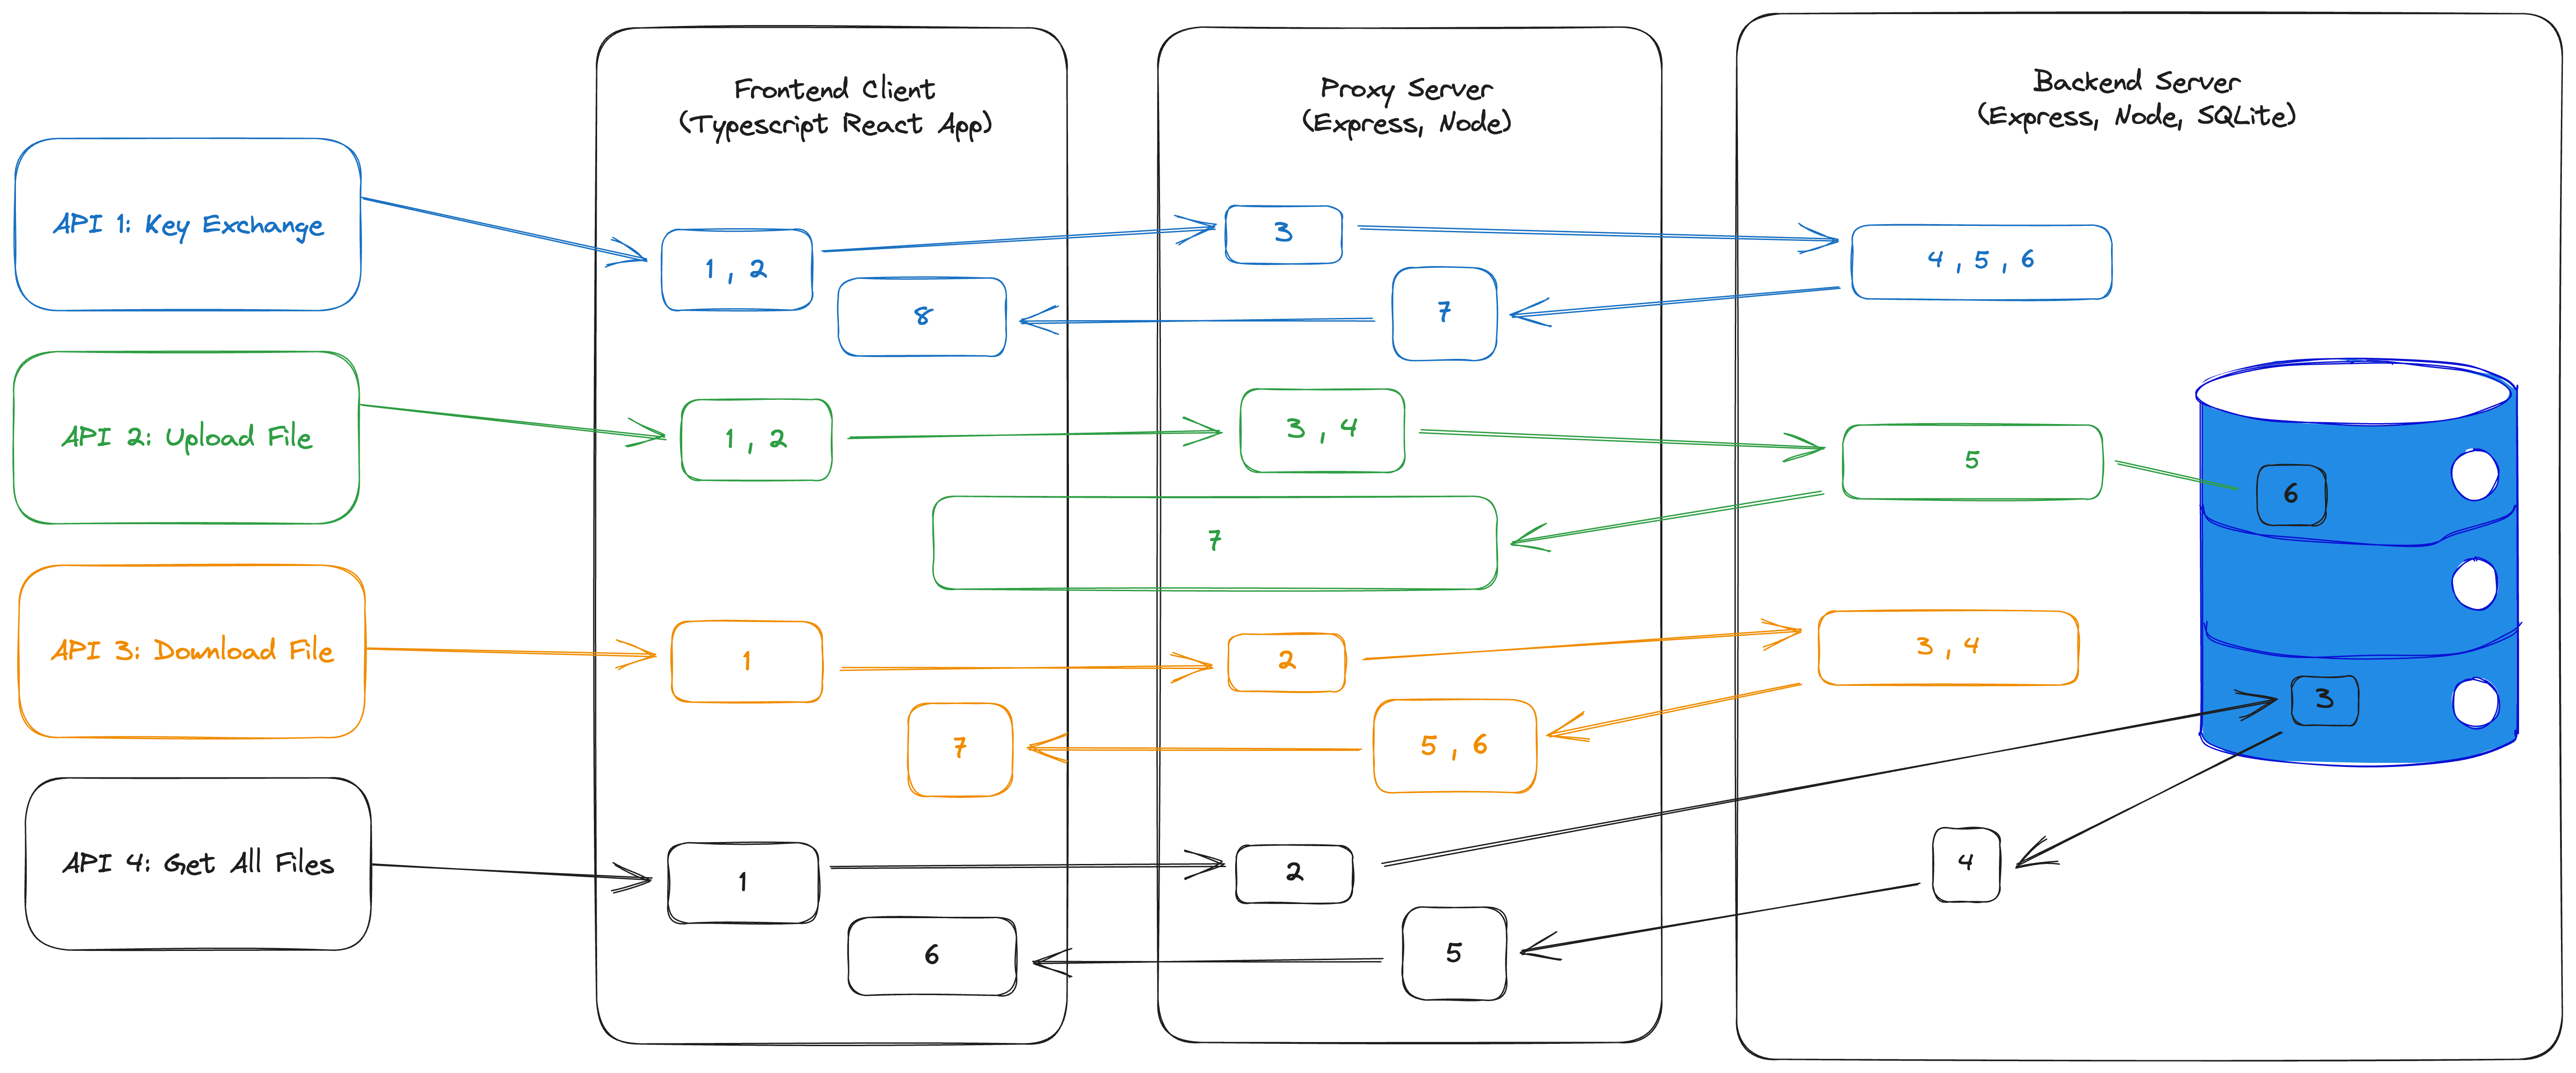 Frontend Client
(Typescript React App)
Proxy Server
(Express, Node)
Backend Server
(Express, Node, SQLite)
API 1: Key Exchange
1 , 2
3
4 , 5 , 6
8
7
API 2: Upload File
1 , 2
3 , 4
5
6
7
API 3: Download File
1
2
3 , 4
7
5 , 6
3
API 4: Get All Files
1
2
4
6
5